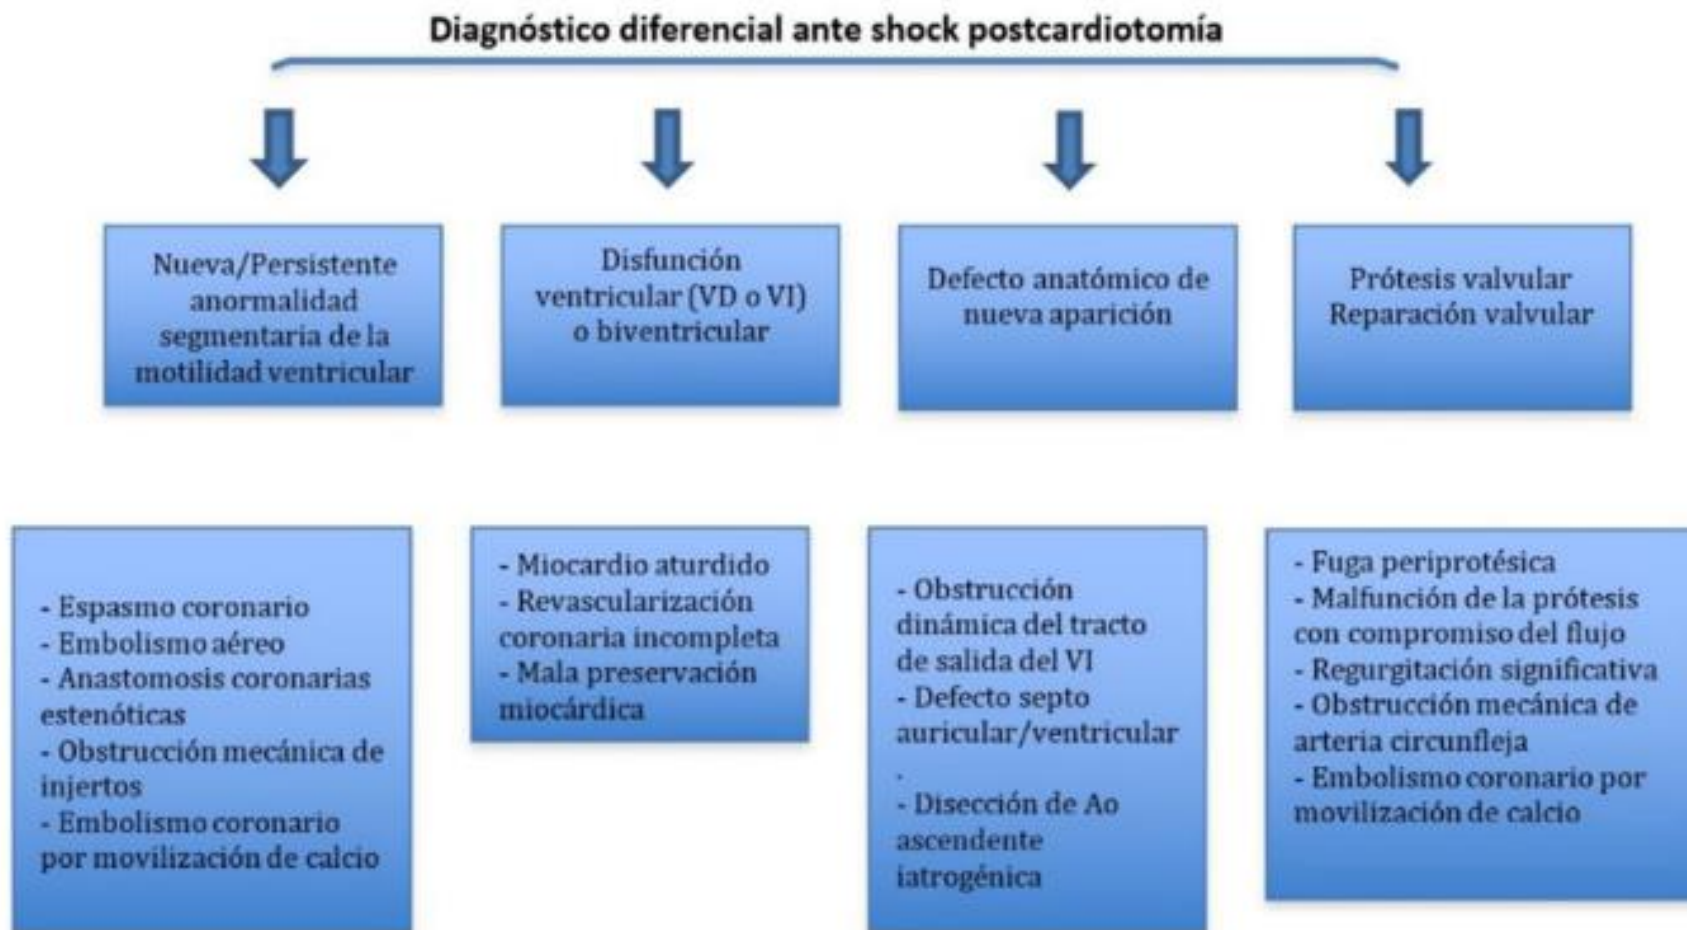 Diagnóstico diferencial ante shock postcardiotomía
Nueva/Persistente
anormalidad
segmentaria de la
motilidad ventricular
Disfunción
ventricular (VD o VI)
o biventricular
Defecto anatómico de
nueva aparición
Prótesis valvular
Reparación valvular
- Espasmo coronario
- Embolismo aéreo
- Anastomosis coronarias
estenóticas
- Obstrucción mecánica de
injertos
- Embolismo coronario
por movilización de calcio
- Miocardio aturdido
- Revascularización
coronaria incompleta
- Mala preservación
miocárdica
- Obstrucción
dinámica del tracto
de salida del VI
- Defecto septo
auricular/ventricular
.
- Disección de Ao
ascendente
iatrogénica
- Fuga periprotésica
- Malfunción de la prótesis
con compromiso del flujo
- Regurgitación significativa
- Obstrucción mecánica de
arteria circunfleja
- Embolismo coronario por
movilización de calcio